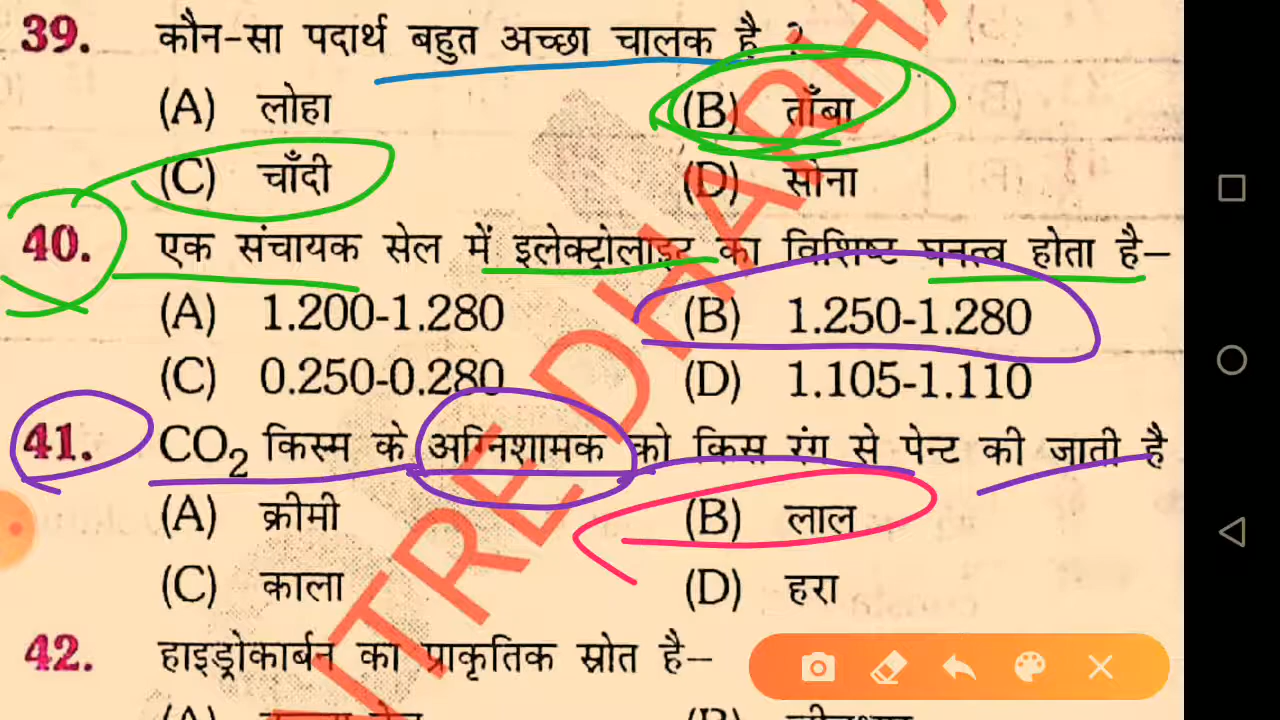 39. कौन-सा पदार्थ बहुत अच्छा चालक है ?
(A) लोहा (B) ताँबा
(C) चाँदी (D) सोना
40. एक संचायक सेल में इलेक्ट्रोलाइट का विशिष्ट घनत्व होता है–
(A) 1.200-1.280 (B) 1.250-1.280
(C) 0.250-0.280 (D) 1.105-1.110
41. CO2 किस्म के अग्निशामक को किस रंग से पेन्ट की जाती है
(A) क्रीमी (B) लाल
(C) काला (D) हरा
42. हाइड्रोकार्बन का प्राकृतिक स्रोत है–
(A) (B)